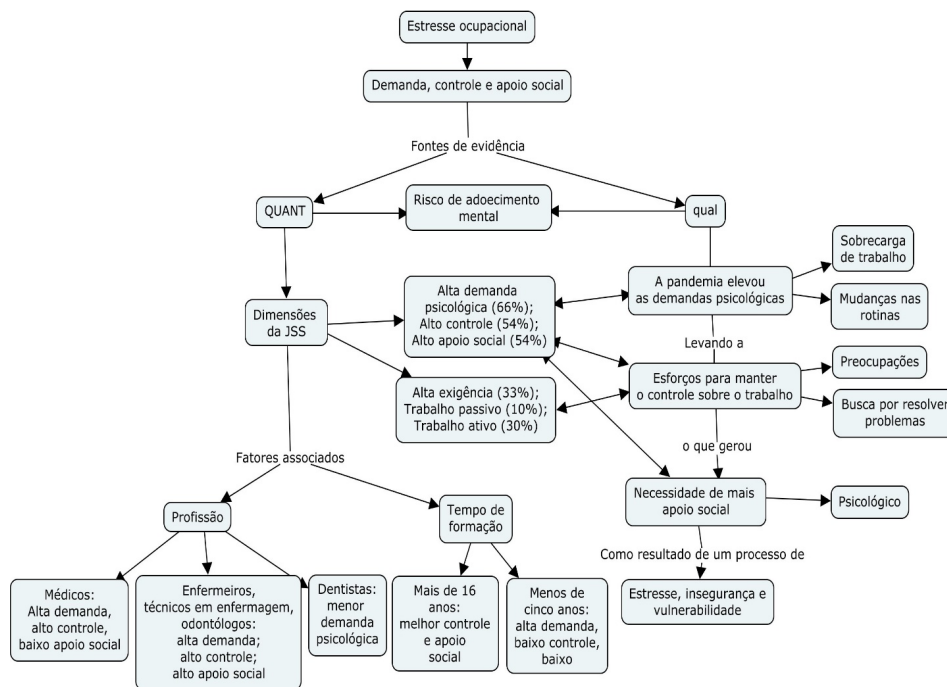 Estresse ocupacional
Demanda, controle e apoio social
Fontes de evidência
QUANT
Risco de adoecimento
mental
qual
Sobrecarga
de trabalho
A pandemia elevou
as demandas psicológicas
Mudanças nas
rotinas
Dimensões
da JSS
Alta demanda
psicológica (66%);
Alto controle (54%);
Alto apoio social (54%)
Levando a
Preocupações
Esforços para manter
o controle sobre o trabalho
Busca por resolver
problemas
Alta exigência (33%);
Trabalho passivo (10%);
Trabalho ativo (30%)
o que gerou
Fatores associados
Necessidade de mais
apoio social
Psicológico
Profissão
Tempo de
formação
Como resultado de um processo de
Estresse, insegurança e
vulnerabilidade
Médicos:
Alta demanda,
alto controle,
baixo apoio social
Enfermeiros,
técnicos em enfermagem,
odontólogos:
alta demanda;
alto controle;
alto apoio social
Dentistas:
menor
demanda
psicológica
Mais de 16
anos:
melhor controle
e apoio
social
Menos de
cinco anos:
alta demanda,
baixo controle,
baixo